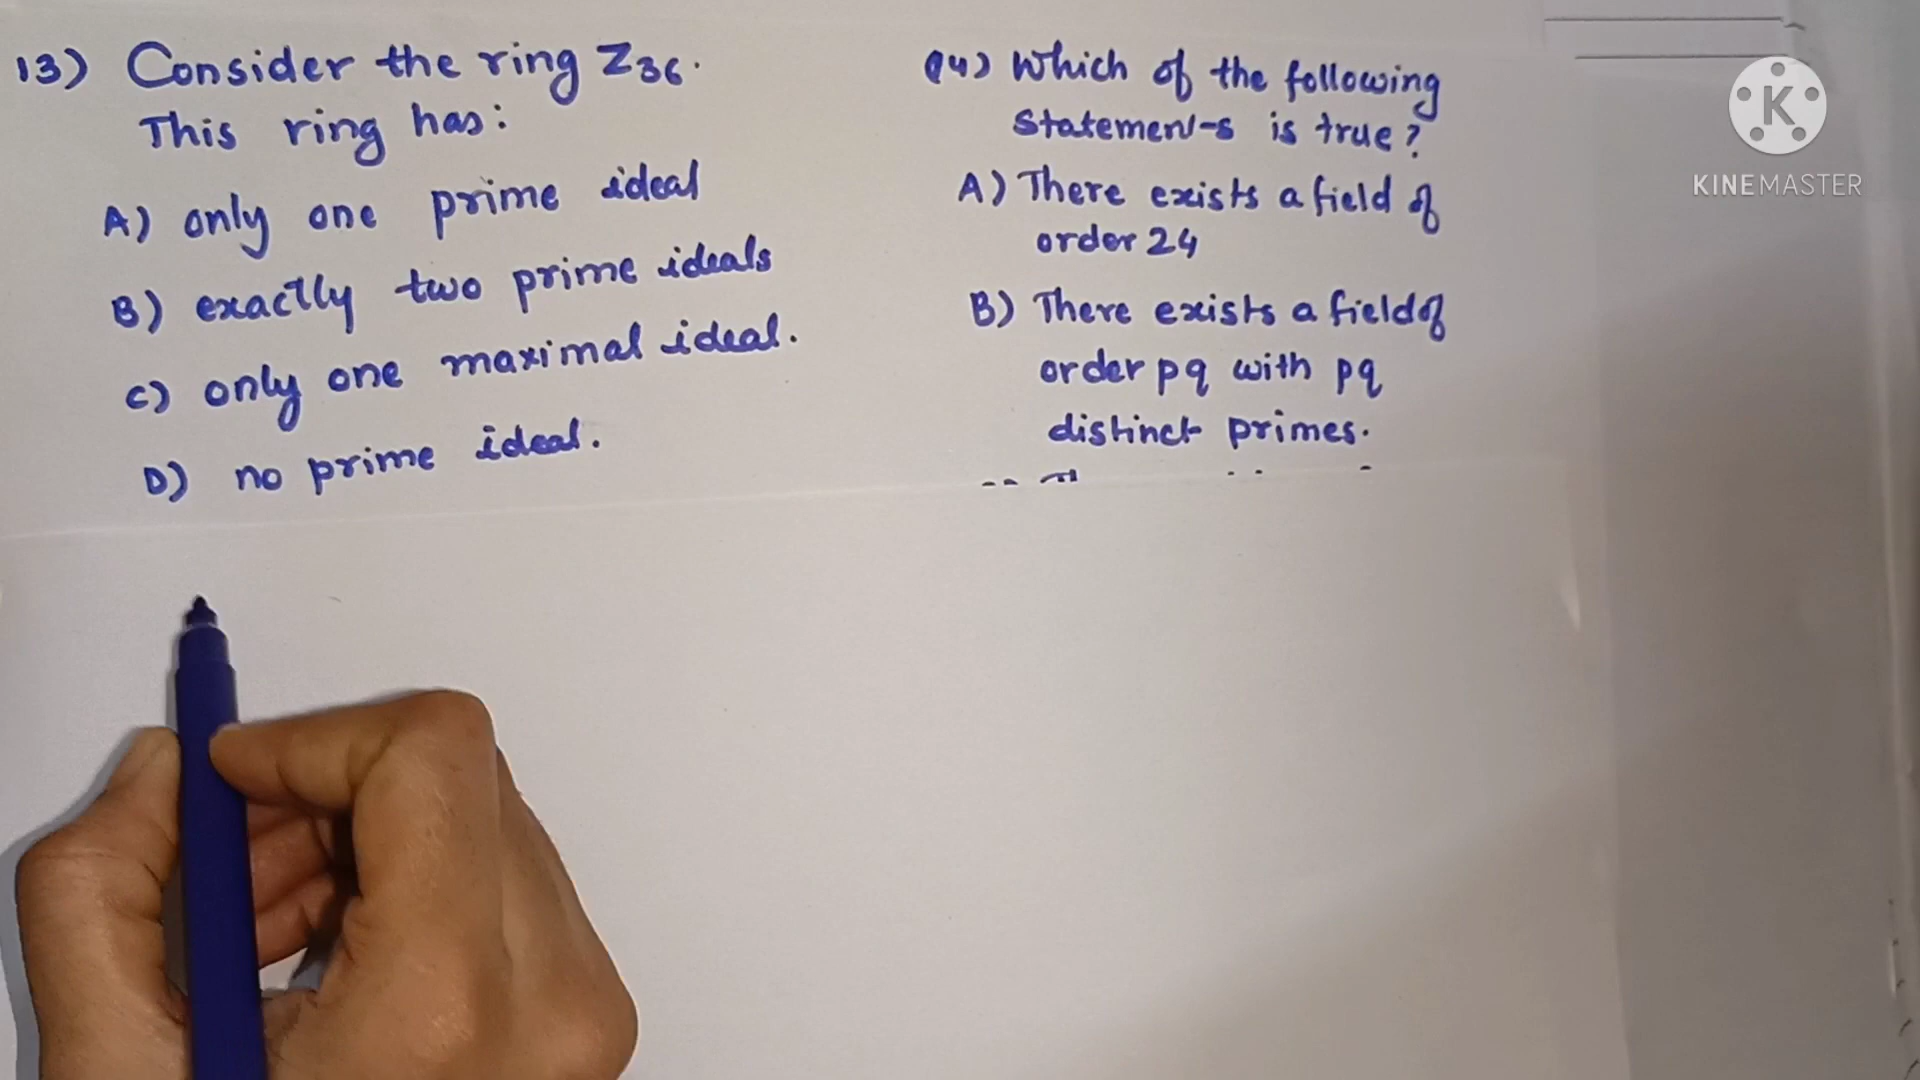 13) Consider the ring Z36.
This ring has:
A) only one prime ideal
B) exactly two prime ideals
C) only one maximal ideal.
D) no prime ideal.
Q4) Which of the following
Statements is true?
A) There exists a field of
order 24
B) There exists a field of
order pq with pq
distinct primes.
K
KINEMASTER